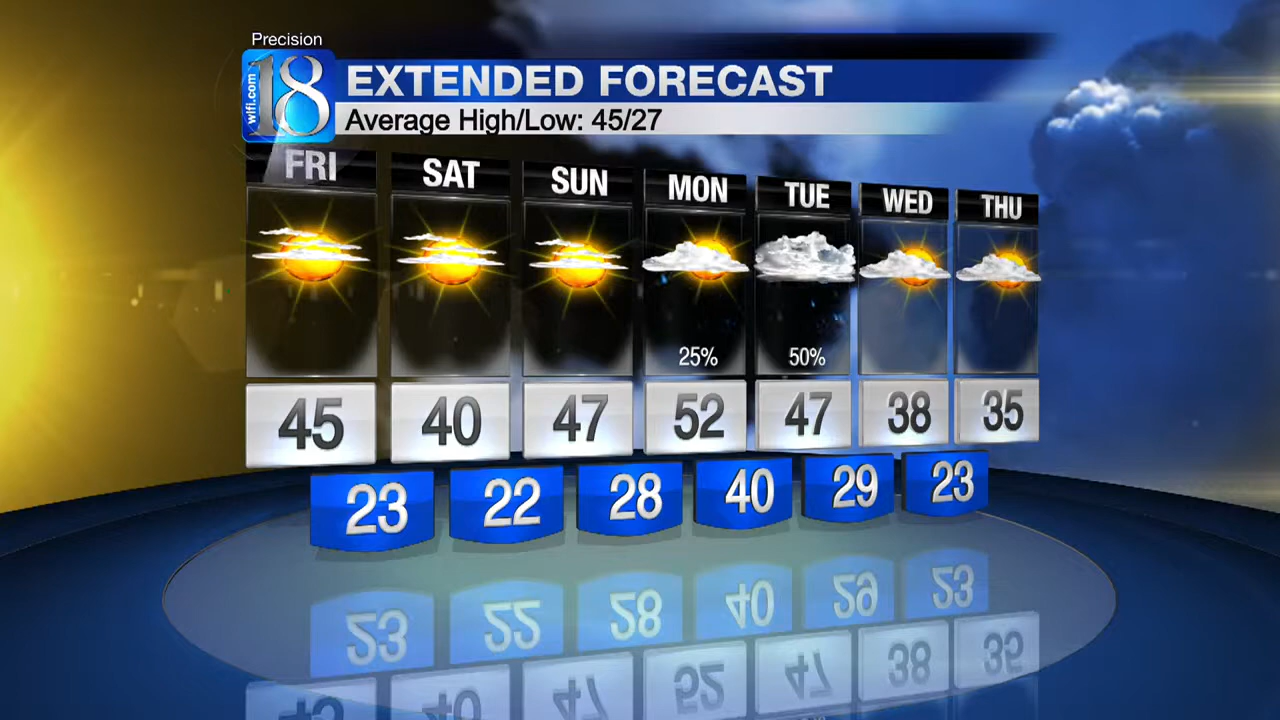 Precision
wlfi.com
18
EXTENDED FORECAST
Average High/Low: 45/27
FRI SAT SUN MON TUE WED THU
25% 50%
45 40 47 52 47 38 35
23 22 28 40 29 23